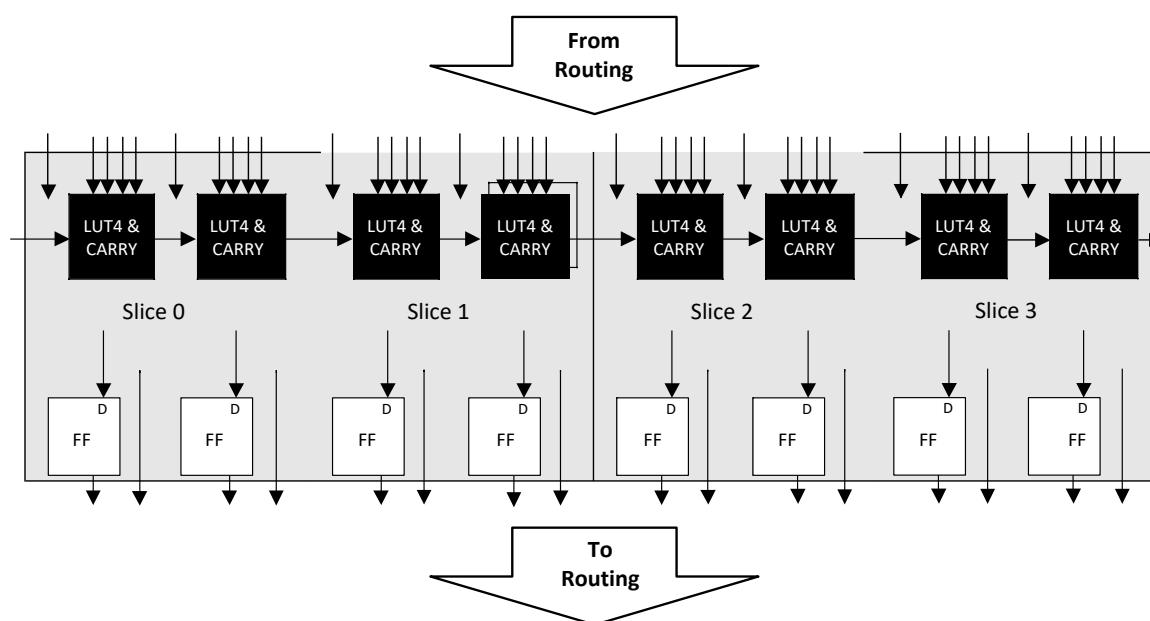 From
Routing
LUT4 &
CARRY
LUT4 &
CARRY
LUT4 &
CARRY
LUT4 &
CARRY
LUT4 &
CARRY
LUT4 &
CARRY
LUT4 &
CARRY
LUT4 &
CARRY
Slice 0
Slice 1
Slice 2
Slice 3
D
FF
D
FF
D
FF
D
FF
D
FF
D
FF
D
FF
D
FF
To
Routing